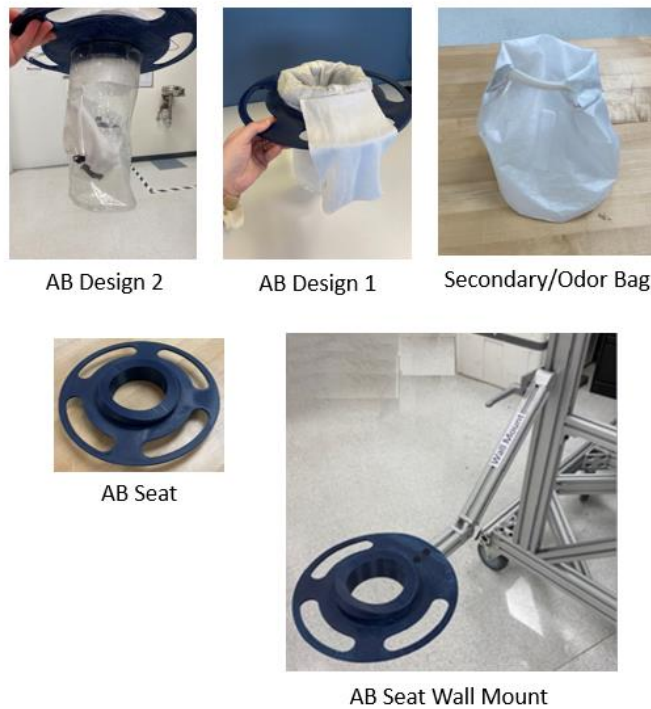 AB Design 2
AB Design 1
Secondary/Odor Bag
AB Seat
Wall Mount
AB Seat Wall Mount